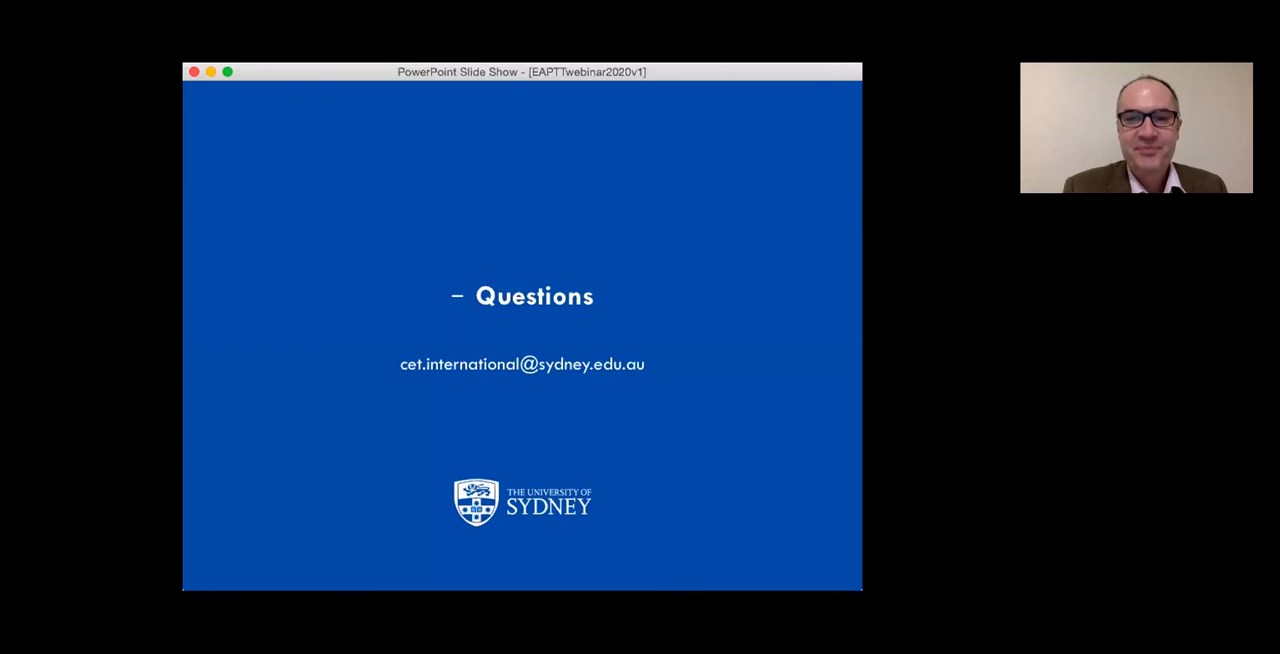 PowerPoint Slide Show - [EAPTTwebinar2020v1]
– Questions
cet.international@sydney.edu.au
THE UNIVERSITY OF
SYDNEY